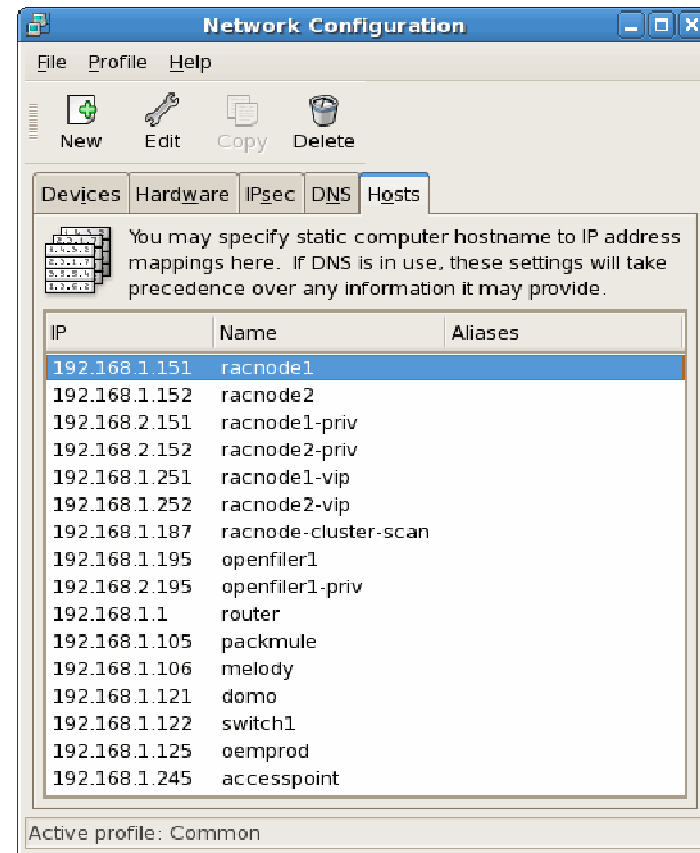 Network Configuration
File Profile Help
New Edit Copy Delete
Devices Hardware IPsec DNS Hosts
You may specify static computer hostname to IP address
mappings here. If DNS is in use, these settings will take
precedence over any information it may provide.
IP Name Aliases
192.168.1.151 racnode1
192.168.1.152 racnode2
192.168.2.151 racnode1-priv
192.168.2.152 racnode2-priv
192.168.1.251 racnode1-vip
192.168.1.252 racnode2-vip
192.168.1.187 racnode-cluster-scan
192.168.1.195 openfiler1
192.168.2.195 openfiler1-priv
192.168.1.1 router
192.168.1.105 packmule
192.168.1.106 melody
192.168.1.121 domo
192.168.1.122 switch1
192.168.1.125 oemprod
192.168.1.245 accesspoint
Active profile: Common